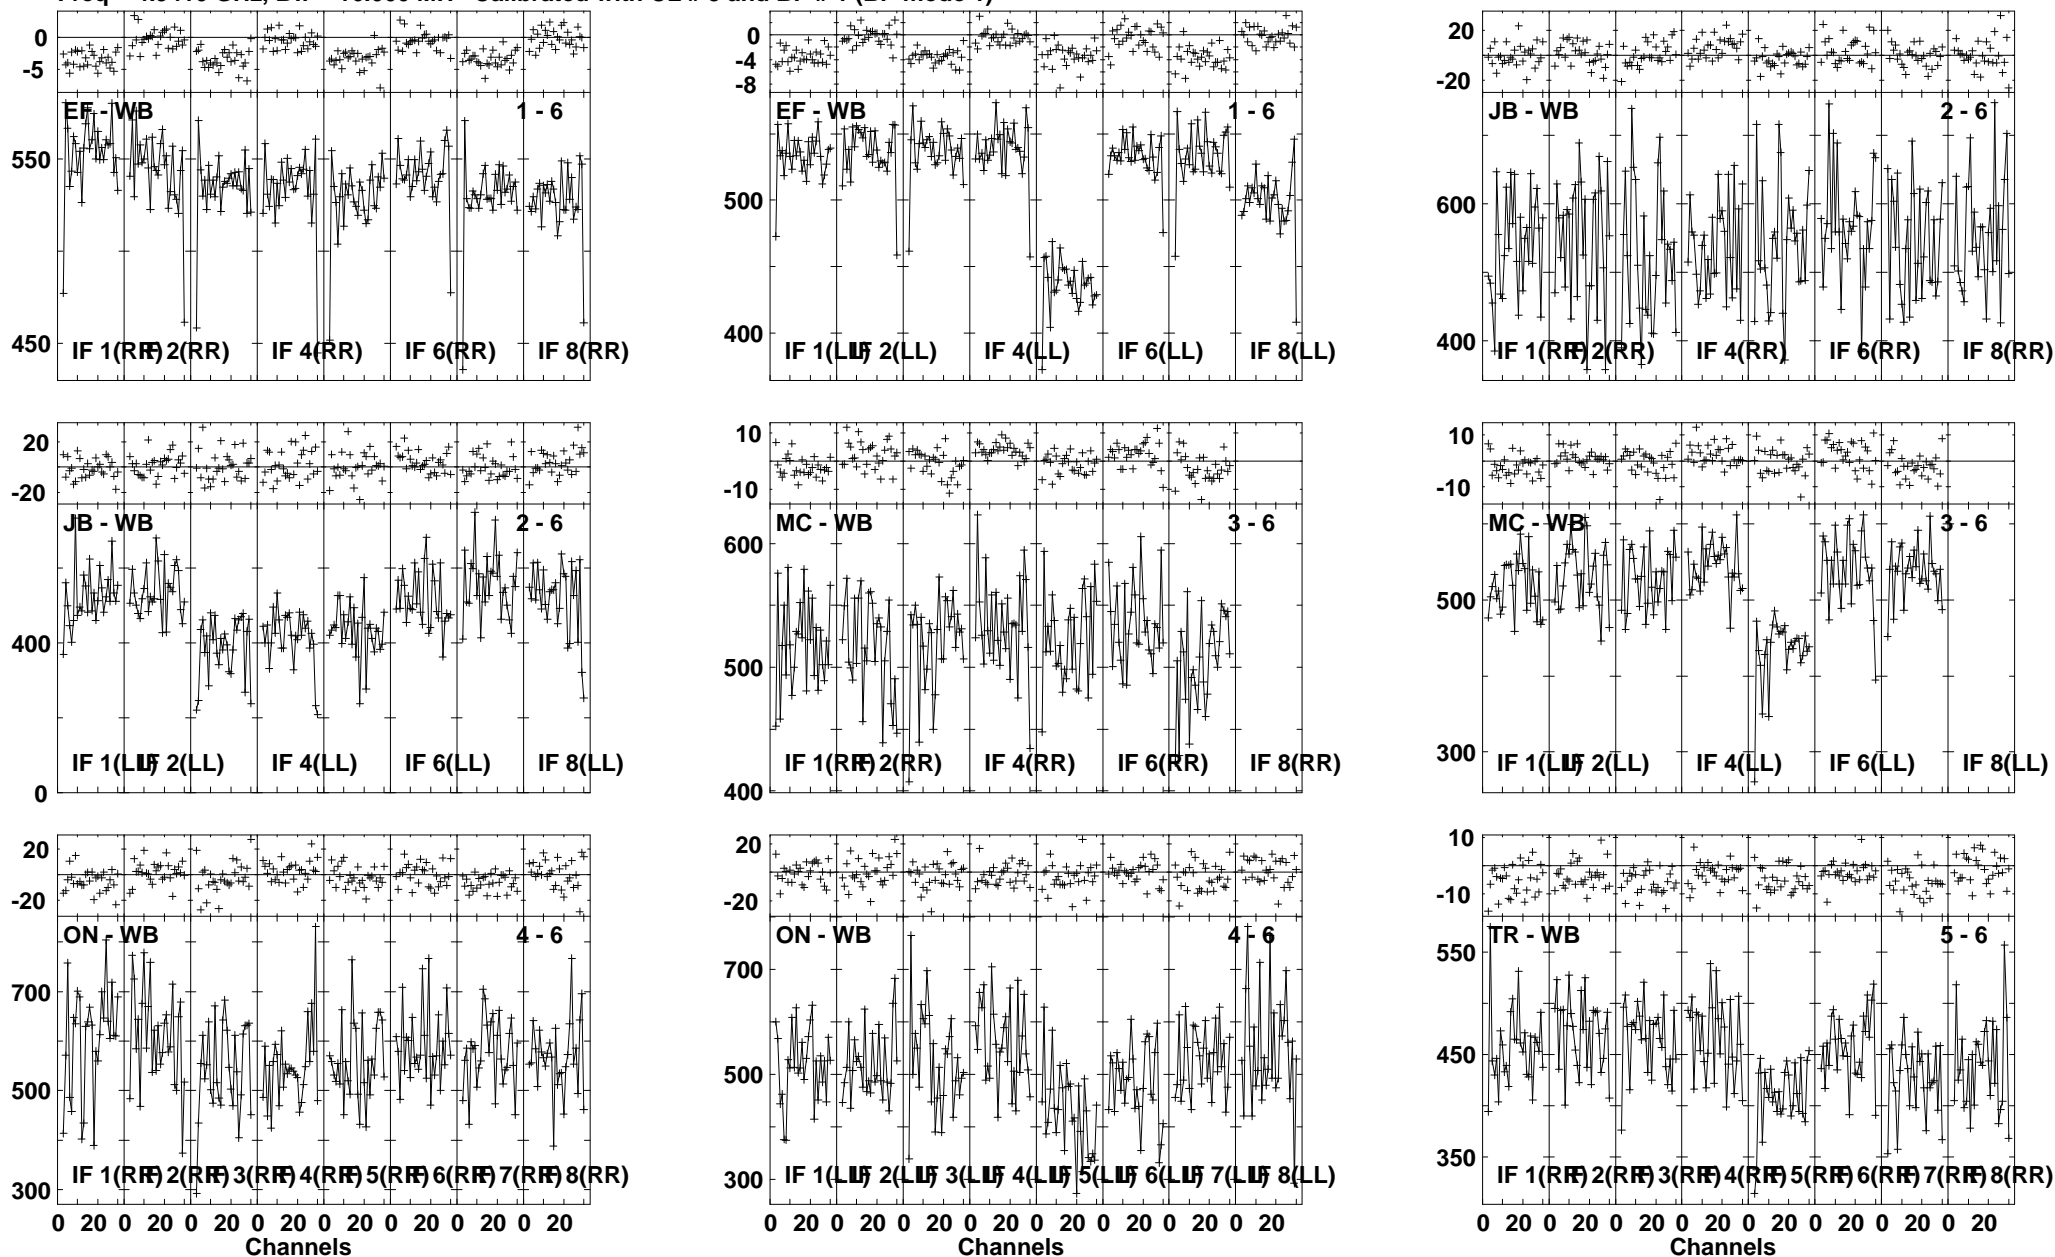 0 0 20
-5 -4 -20
-8
EF - WB 1 - 6 EF - WB 1 - 6 JB - WB 2 - 6
550 500 600
450 400 400
IF 1(RR) IF 2(RR) IF 4(RR) IF 6(RR) IF 8(RR) IF 1(LL) IF 2(LL) IF 4(LL) IF 6(LL) IF 8(LL) IF 1(RR) IF 2(RR) IF 4(RR) IF 6(RR) IF 8(RR)
20 10 10
-20 -10 -10
JB - WB 2 - 6 MC - WB 3 - 6 MC - WB 3 - 6
600
400 500 500
0 400 300
IF 1(LL) IF 2(LL) IF 4(LL) IF 6(LL) IF 8(LL) IF 1(RR) IF 2(RR) IF 4(RR) IF 6(RR) IF 8(RR) IF 1(LL) IF 2(LL) IF 4(LL) IF 6(LL) IF 8(LL)
20 20 10
-20 -20 -10
ON - WB 4 - 6 ON - WB 4 - 6 TR - WB 5 - 6
700 700 550
500 500 450
300 300 350
IF 1(RR) IF 2(RR) IF 3(RR) IF 4(RR) IF 5(RR) IF 6(RR) IF 7(RR) IF 8(RR) IF 1(LL) IF 2(LL) IF 3(LL) IF 4(LL) IF 5(LL) IF 6(LL) IF 7(LL) IF 8(LL) IF 1(RR) IF 2(RR) IF 3(RR) IF 4(RR) IF 5(RR) IF 6(RR) IF 7(RR) IF 8(RR)
0 20 0 20 0 20 0 20 0 20 0 20 0 20 0 20 0 20 0 20 0 20 0 20 0 20 0 20 0 20 0 20 0 20 0 20 0 20 0 20 0 20 0 20 0 20 0 20
Channels Channels Channels